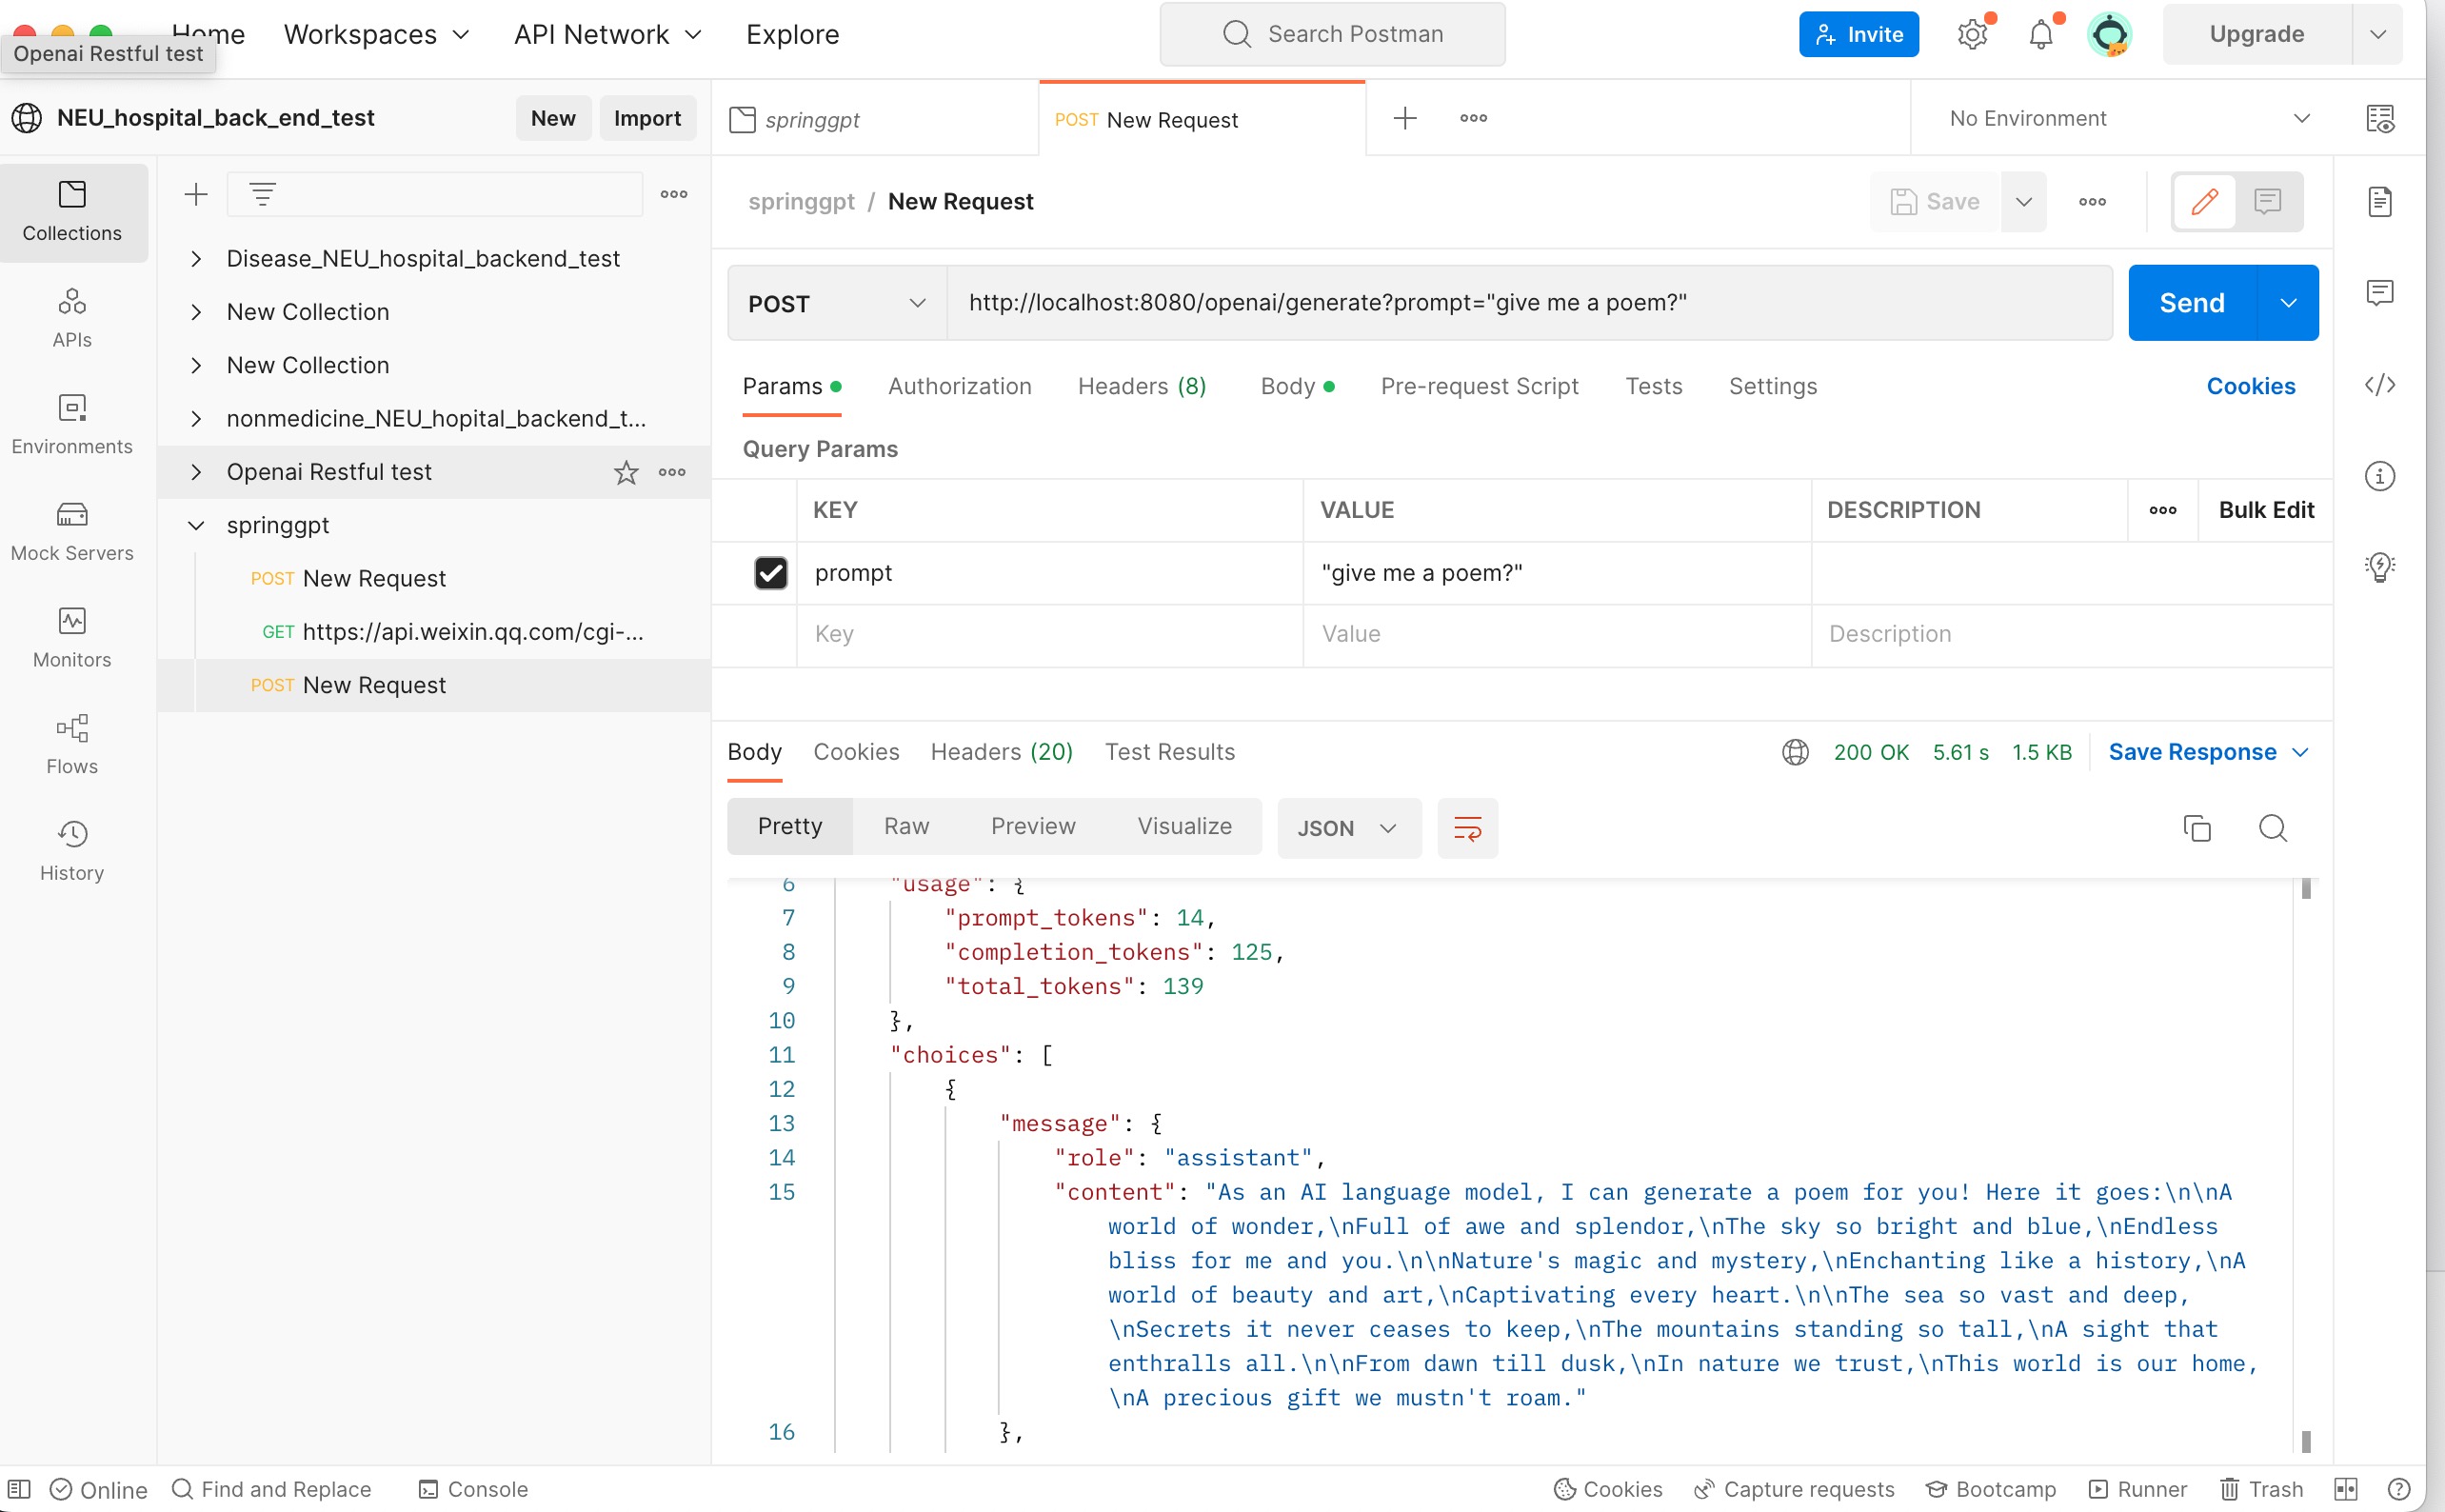 Home Workspaces API Network Explore Search Postman Invite Upgrade
Openai Restful test
NEU_hospital_back_end_test New Import
springgpt POST New Request No Environment
Collections
APIs
Environments
Mock Servers
Monitors
Flows
History
Disease_NEU_hospital_backend_test
New Collection
New Collection
nonmedicine_NEU_hopital_backend_t...
Openai Restful test
springgpt
POST New Request
GET https://api.weixin.qq.com/cgi-...
POST New Request
springgpt / New Request Save
POST http://localhost:8080/openai/generate?prompt="give me a poem?" Send
Params Authorization Headers (8) Body Pre-request Script Tests Settings Cookies
Query Params
KEY VALUE DESCRIPTION Bulk Edit
prompt "give me a poem?"
Key Value Description
Body Cookies Headers (20) Test Results 200 OK 5.61 s 1.5 KB Save Response
Pretty Raw Preview Visualize JSON
6 "usage": {
7 "prompt_tokens": 14,
8 "completion_tokens": 125,
9 "total_tokens": 139
10 },
11 "choices": [
12 {
13 "message": {
14 "role": "assistant",
15 "content": "As an AI language model, I can generate a poem for you! Here it goes:\n\nA
world of wonder,\nFull of awe and splendor,\nThe sky so bright and blue,\nEndless
bliss for me and you.\n\nNature's magic and mystery,\nEnchanting like a history,\nA
world of beauty and art,\nCaptivating every heart.\n\nThe sea so vast and deep,
\nSecrets it never ceases to keep,\nThe mountains standing so tall,\nA sight that
enthralls all.\n\nFrom dawn till dusk,\nIn nature we trust,\nThis world is our home,
\nA precious gift we mustn't roam."
16 },
Online Find and Replace Console Cookies Capture requests Bootcamp Runner Trash